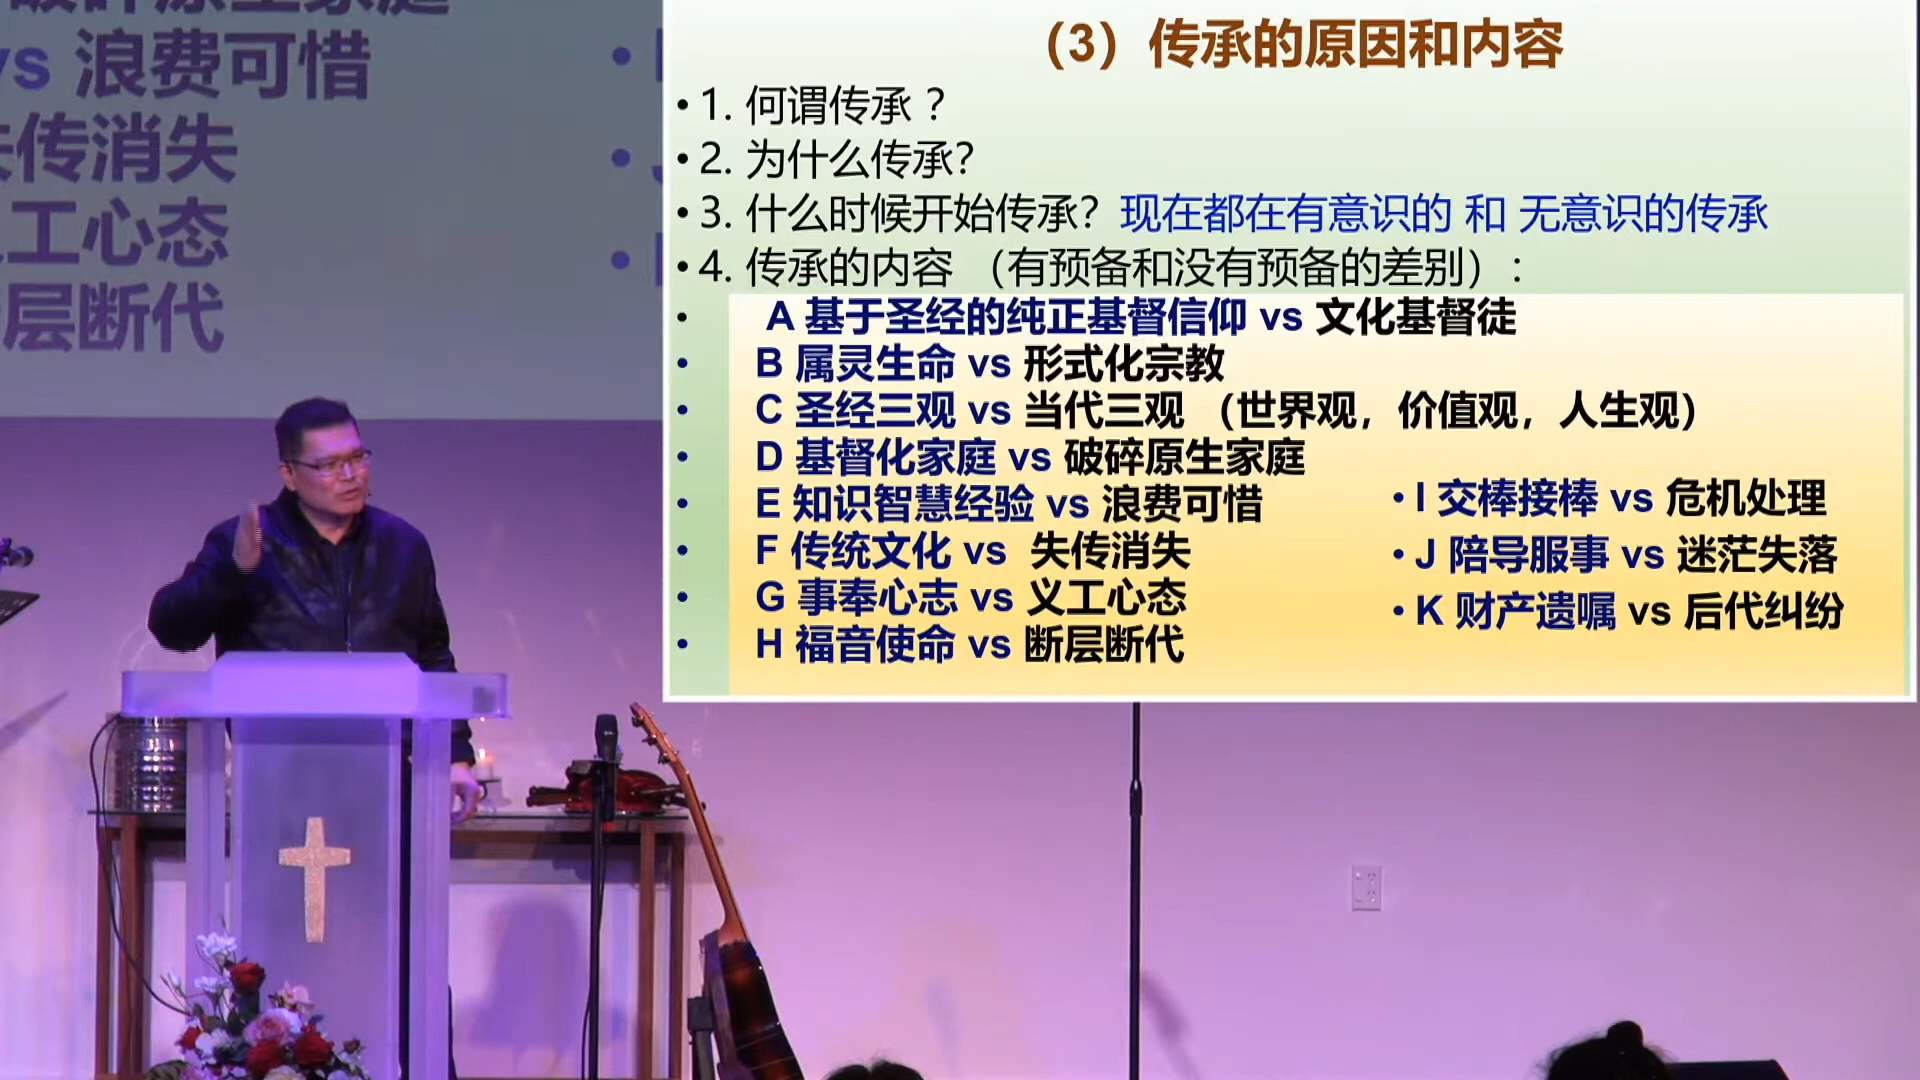 破碎原生家庭
vs 浪费可惜
失传消失
义工心态
断层断代
（3）传承的原因和内容
• 1. 何谓传承 ？
• 2. 为什么传承?
• 3. 什么时候开始传承? 现在都在有意识的 和 无意识的传承
• 4. 传承的内容 （有预备和没有预备的差别）:
• A 基于圣经的纯正基督信仰 vs 文化基督徒
• B 属灵生命 vs 形式化宗教
• C 圣经三观 vs 当代三观 （世界观，价值观，人生观）
• D 基督化家庭 vs 破碎原生家庭
• E 知识智慧经验 vs 浪费可惜
• F 传统文化 vs 失传消失
• G 事奉心志 vs 义工心态
• H 福音使命 vs 断层断代
• I 交棒接棒 vs 危机处理
• J 陪导服事 vs 迷茫失落
• K 财产遗嘱 vs 后代纠纷